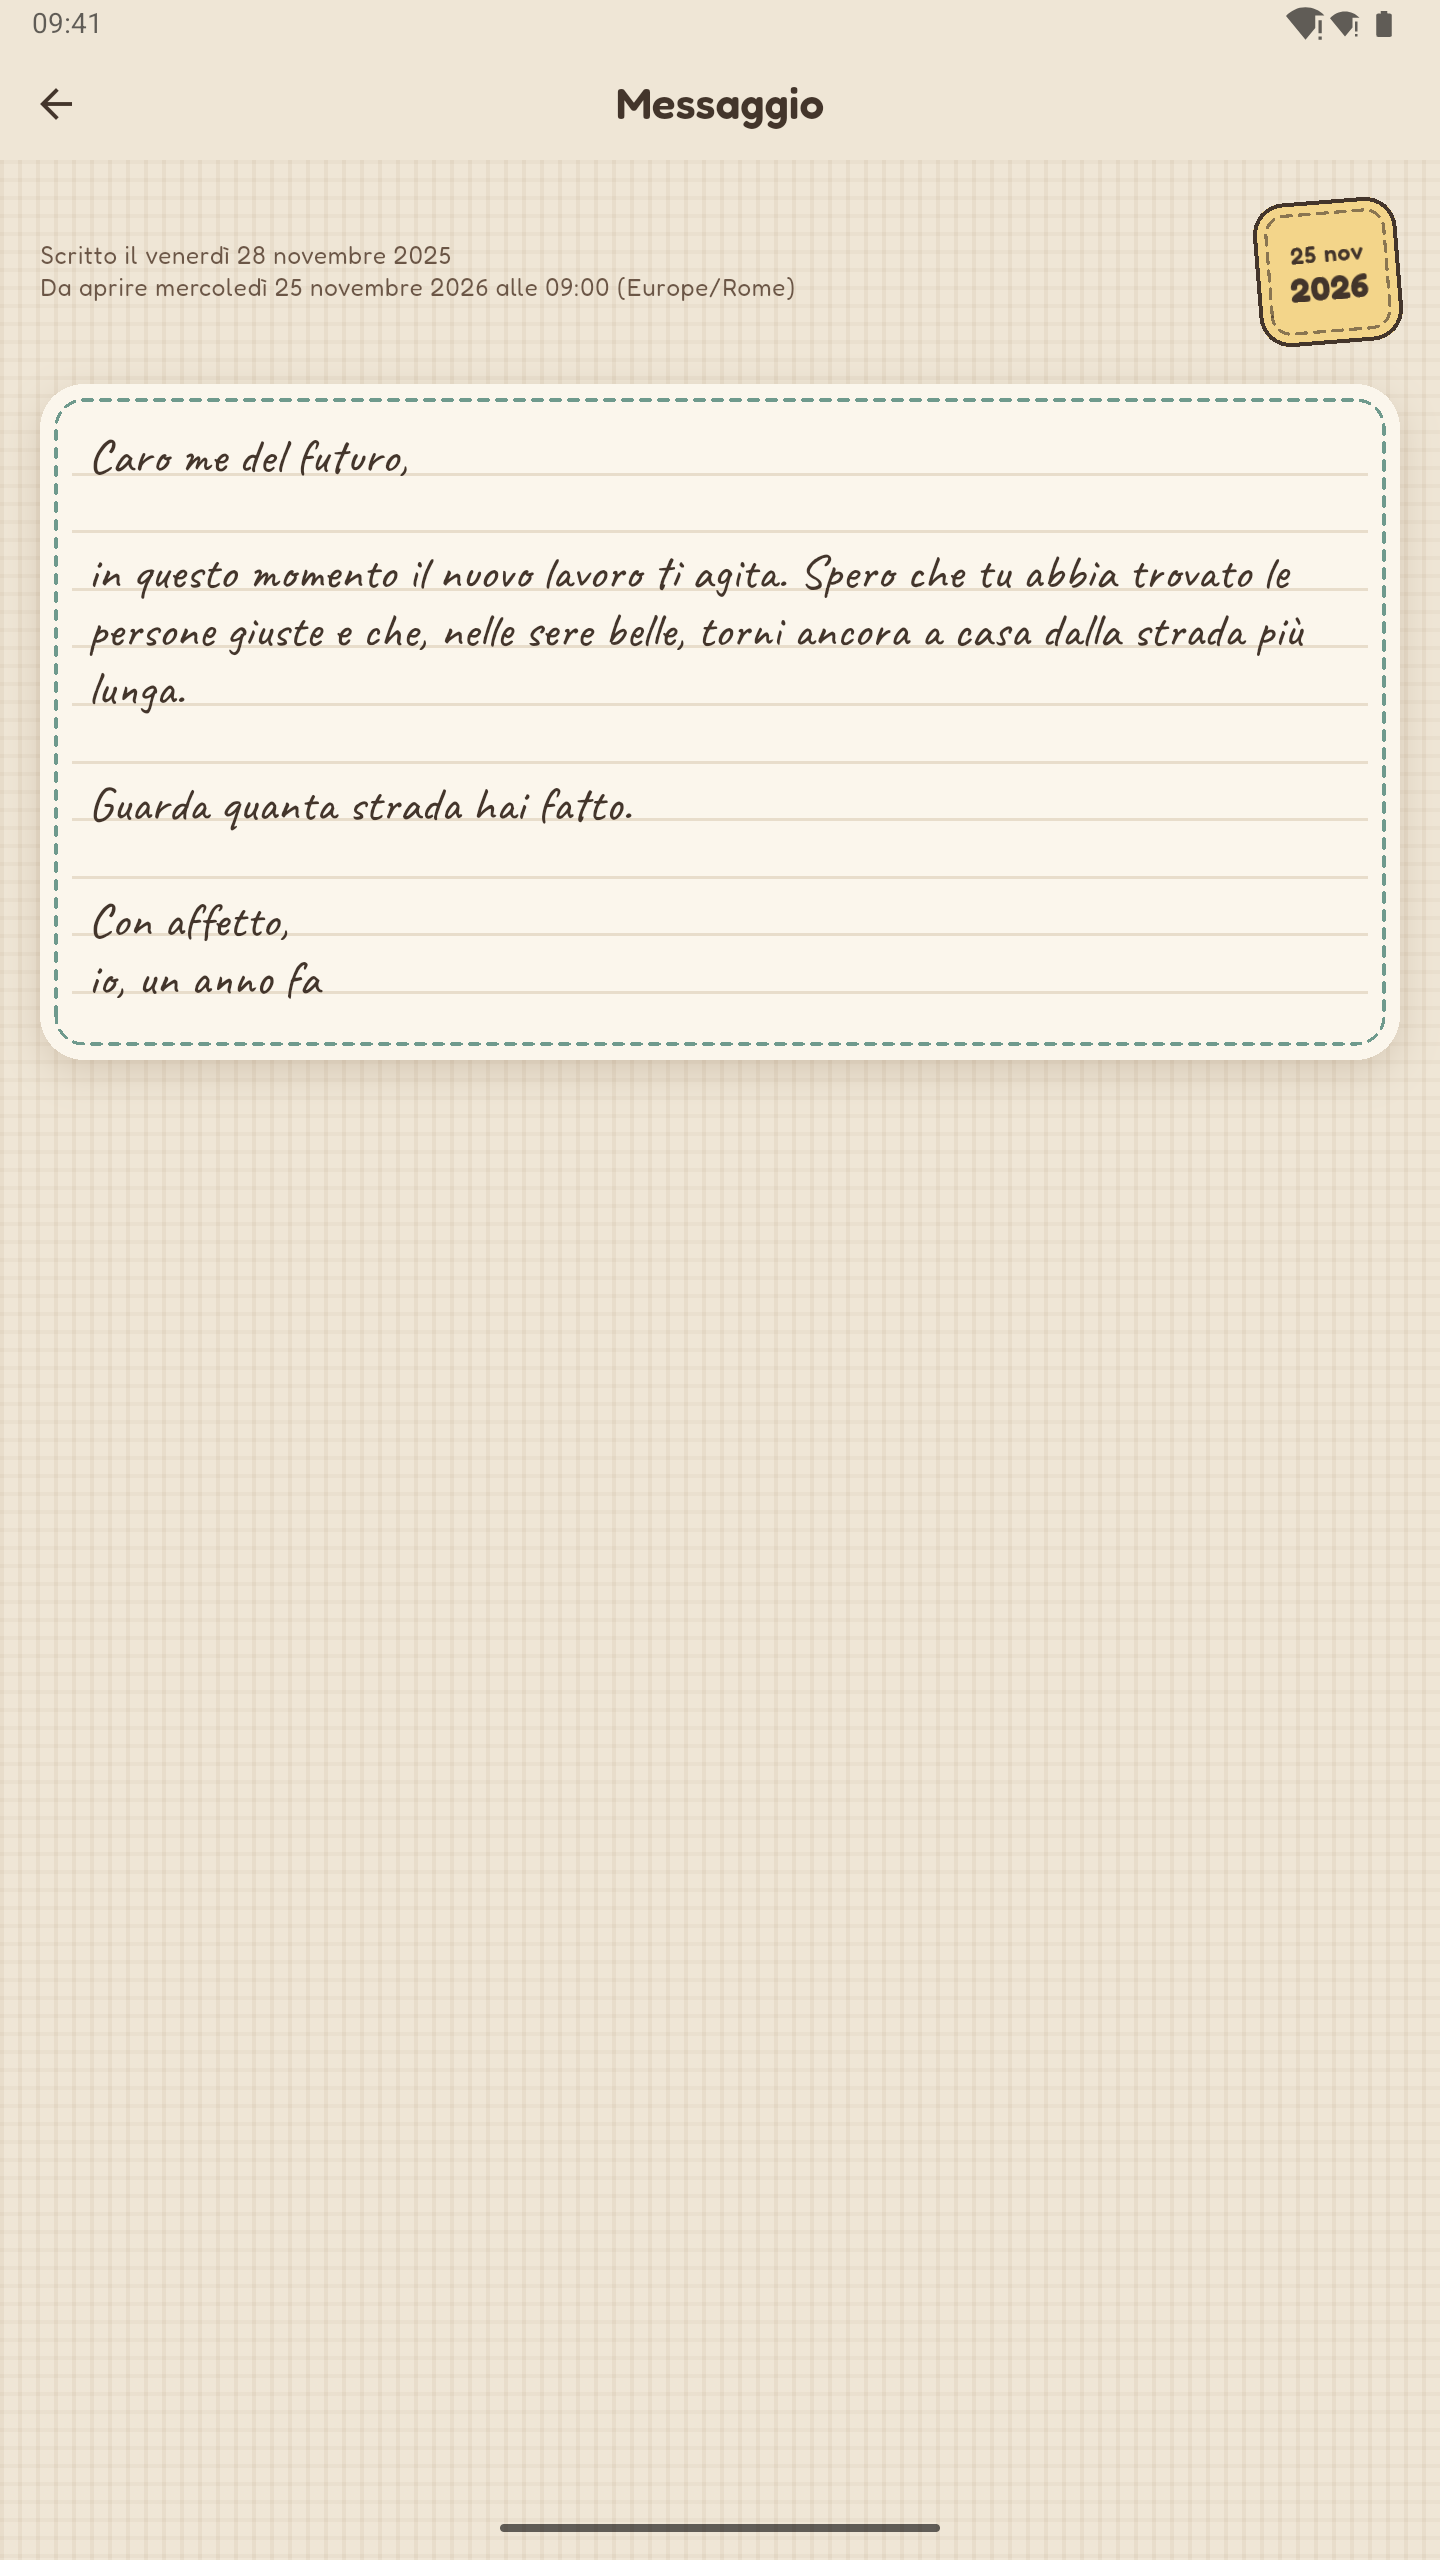 09:41
Messaggio
Scritto il venerdì 28 novembre 2025
Da aprire mercoledì 25 novembre 2026 alle 09:00 (Europe/Rome)
25 nov
2026
Caro me del futuro,
in questo momento il nuovo lavoro ti agita. Spero che tu abbia trovato le
persone giuste e che, nelle sere belle, torni ancora a casa dalla strada più
lunga.
Guarda quanta strada hai fatto.
Con affetto,
io, un anno fa